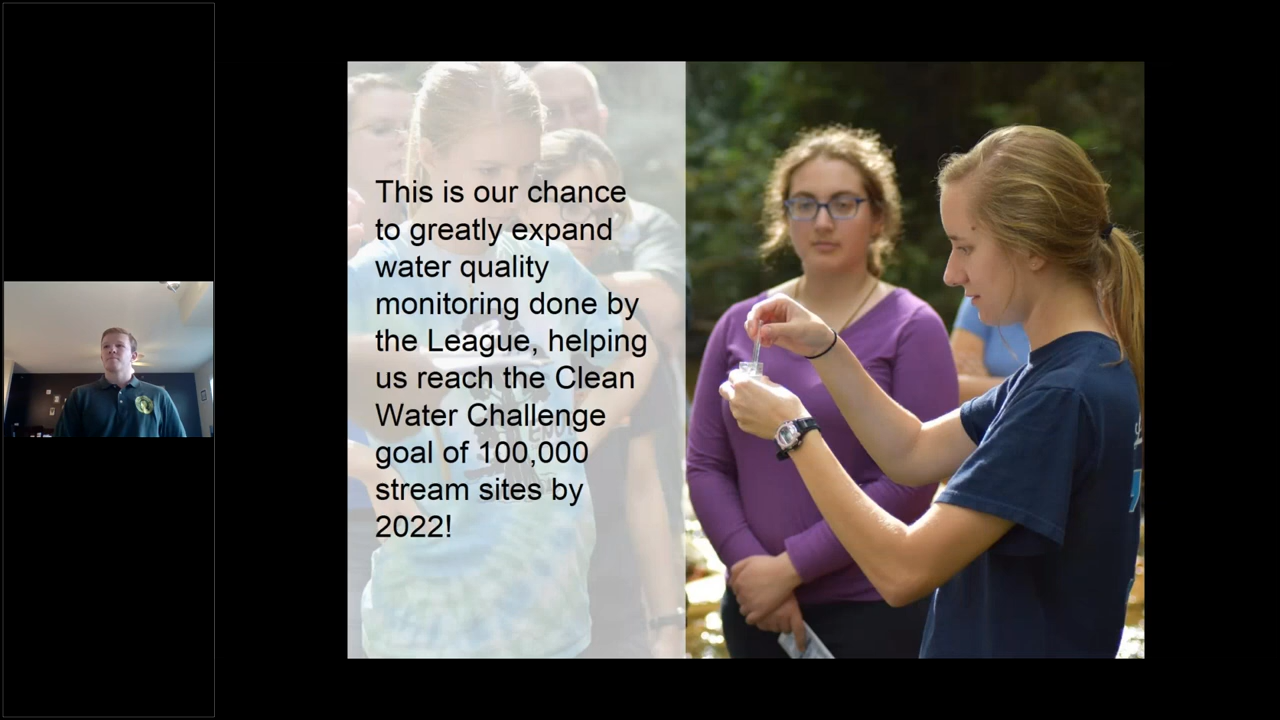 This is our chance
to greatly expand
water quality
monitoring done by
the League, helping
us reach the Clean
Water Challenge
goal of 100,000
stream sites by
2022!